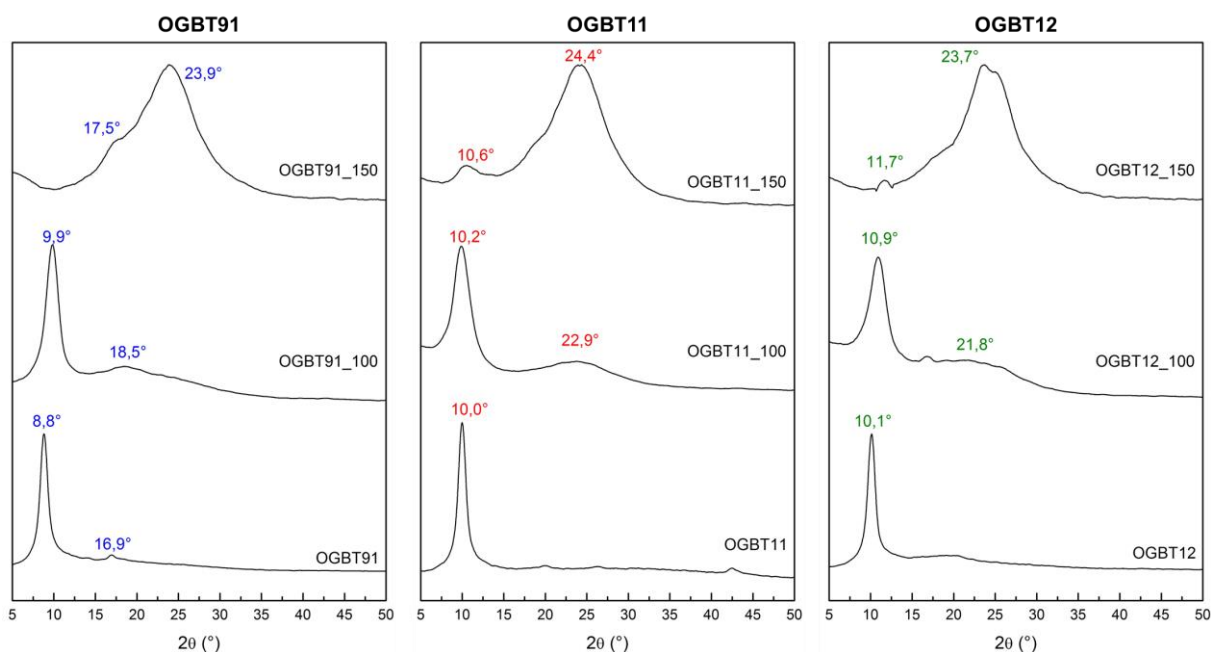 OGBT91
23,9°
17,5°
OGBT91_150
9,9°
18,5°
OGBT91_100
8,8°
16,9°
OGBT91
5 10 15 20 25 30 35 40 45 50
2θ (°)
OGBT11
24,4°
10,6°
OGBT11_150
10,2°
22,9°
OGBT11_100
10,0°
OGBT11
5 10 15 20 25 30 35 40 45 50
2θ (°)
OGBT12
23,7°
11,7°
OGBT12_150
10,9°
21,8°
OGBT12_100
10,1°
OGBT12
5 10 15 20 25 30 35 40 45 50
2θ (°)